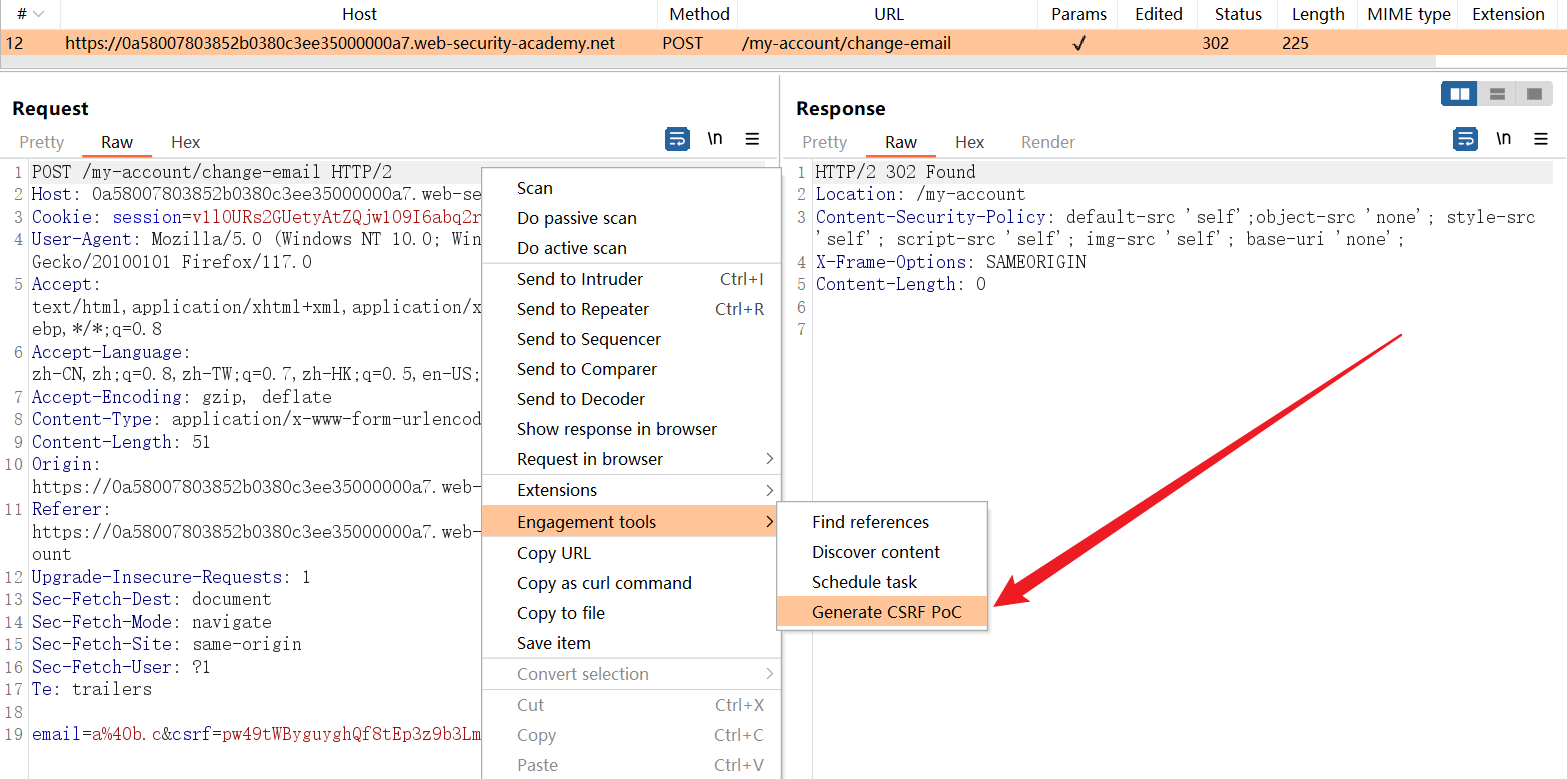 # Host Method URL Params Edited Status Length MIME type Extension
12 https://0a58007803852b0380c3ee35000000a7.web-security-academy.net POST /my-account/change-email ✓ 302 225
Request
Pretty Raw Hex \n
1 POST /my-account/change-email HTTP/2
2 Host: 0a58007803852b0380c3ee35000000a7.web-se
3 Cookie: session=v1lOURs2GUetyAtZQjw1O9I6abq2r
4 User-Agent: Mozilla/5.0 (Windows NT 10.0; Win
Gecko/20100101 Firefox/117.0
5 Accept:
text/html,application/xhtml+xml,application/x
ebp,*/*;q=0.8
6 Accept-Language:
zh-CN,zh;q=0.8,zh-TW;q=0.7,zh-HK;q=0.5,en-US;
7 Accept-Encoding: gzip, deflate
8 Content-Type: application/x-www-form-urlencod
9 Content-Length: 51
10 Origin:
https://0a58007803852b0380c3ee35000000a7.web-
11 Referer:
https://0a58007803852b0380c3ee35000000a7.web-
ount
12 Upgrade-Insecure-Requests: 1
13 Sec-Fetch-Dest: document
14 Sec-Fetch-Mode: navigate
15 Sec-Fetch-Site: same-origin
16 Sec-Fetch-User: ?1
17 Te: trailers
18
19 email=a%40b.c&csrf=pw49tWByguyghQf8tEp3z9b3Lm
Scan
Do passive scan
Do active scan
Send to Intruder Ctrl+I
Send to Repeater Ctrl+R
Send to Sequencer
Send to Comparer
Send to Decoder
Show response in browser
Request in browser
Extensions
Engagement tools
Copy URL
Copy as curl command
Copy to file
Save item
Convert selection
Cut Ctrl+X
Copy Ctrl+C
Paste Ctrl+V
Find references
Discover content
Schedule task
Generate CSRF PoC
Response
Pretty Raw Hex Render \n
1 HTTP/2 302 Found
2 Location: /my-account
3 Content-Security-Policy: default-src 'self';object-src 'none'; style-src
'self'; script-src 'self'; img-src 'self'; base-uri 'none';
4 X-Frame-Options: SAMEORIGIN
5 Content-Length: 0
6
7